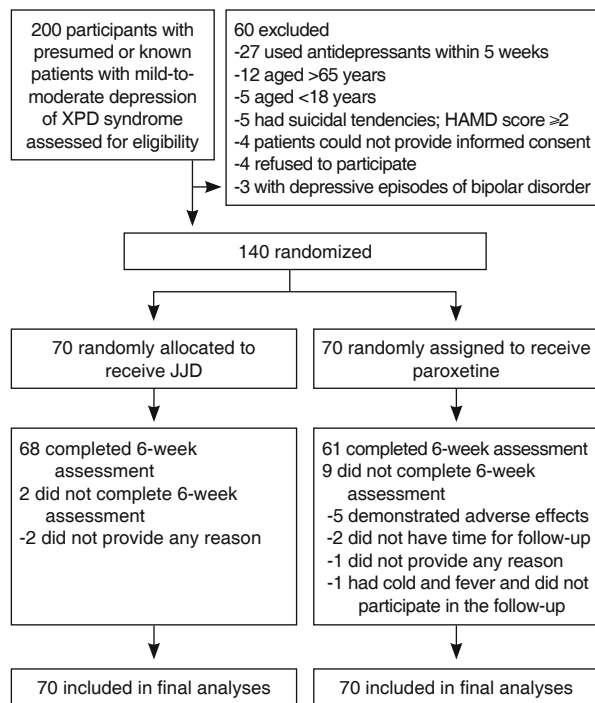 200 participants with
presumed or known
patients with mild-to-
moderate depression
of XPD syndrome
assessed for eligibility
60 excluded
-27 used antidepressants within 5 weeks
-12 aged >65 years
-5 aged <18 years
-5 had suicidal tendencies; HAMD score ≥2
-4 patients could not provide informed consent
-4 refused to participate
-3 with depressive episodes of bipolar disorder
140 randomized
70 randomly allocated to
receive JJD
70 randomly assigned to receive
paroxetine
68 completed 6-week
assessment
2 did not complete 6-week
assessment
-2 did not provide any reason
61 completed 6-week assessment
9 did not complete 6-week
assessment
-5 demonstrated adverse effects
-2 did not have time for follow-up
-1 did not provide any reason
-1 had cold and fever and did not
participate in the follow-up
70 included in final analyses
70 included in final analyses